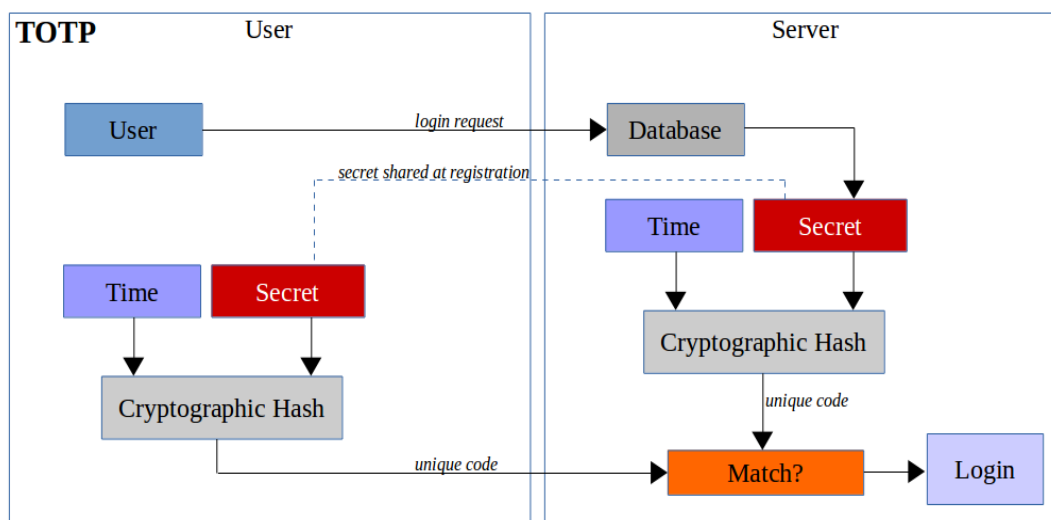 TOTP
User
Server
User
login request
Database
secret shared at registration
Time
Secret
Time
Secret
Cryptographic Hash
Cryptographic Hash
unique code
unique code
Match?
Login